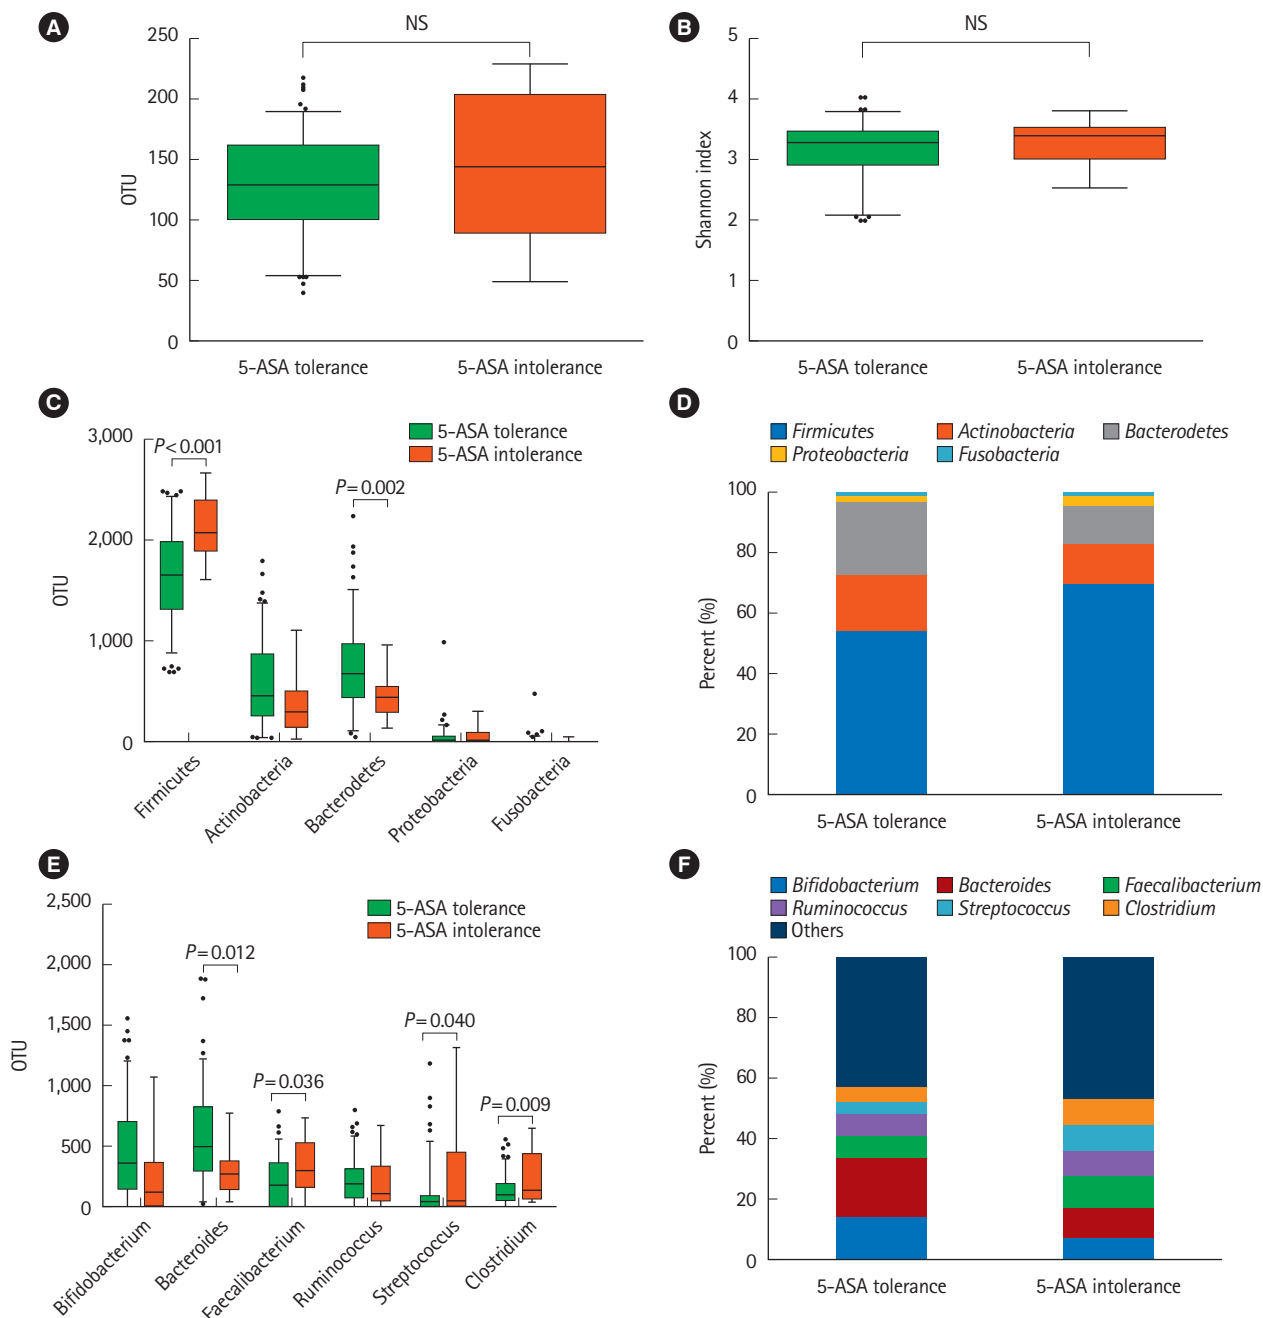 A
NS
250
200
150
100
50
0
OTU
5-ASA tolerance
5-ASA intolerance
B
NS
5
4
3
2
1
0
Shannon index
5-ASA tolerance
5-ASA intolerance
C
5-ASA tolerance
5-ASA intolerance
3,000
2,000
1,000
0
OTU
P<0.001
P=0.002
Firmicutes
Actinobacteria
Bacterodetes
Proteobacteria
Fusobacteria
D
Firmicutes
Actinobacteria
Bacterodetes
Proteobacteria
Fusobacteria
100
80
60
40
20
0
Percent (%)
5-ASA tolerance
5-ASA intolerance
E
5-ASA tolerance
5-ASA intolerance
2,500
2,000
1,500
1,000
500
0
OTU
P=0.012
P=0.036
P=0.040
P=0.009
Bifidobacterium
Bacteroides
Faecalibacterium
Ruminococcus
Streptococcus
Clostridium
F
Bifidobacterium
Bacteroides
Faecalibacterium
Ruminococcus
Streptococcus
Clostridium
Others
100
80
60
40
20
0
Percent (%)
5-ASA tolerance
5-ASA intolerance